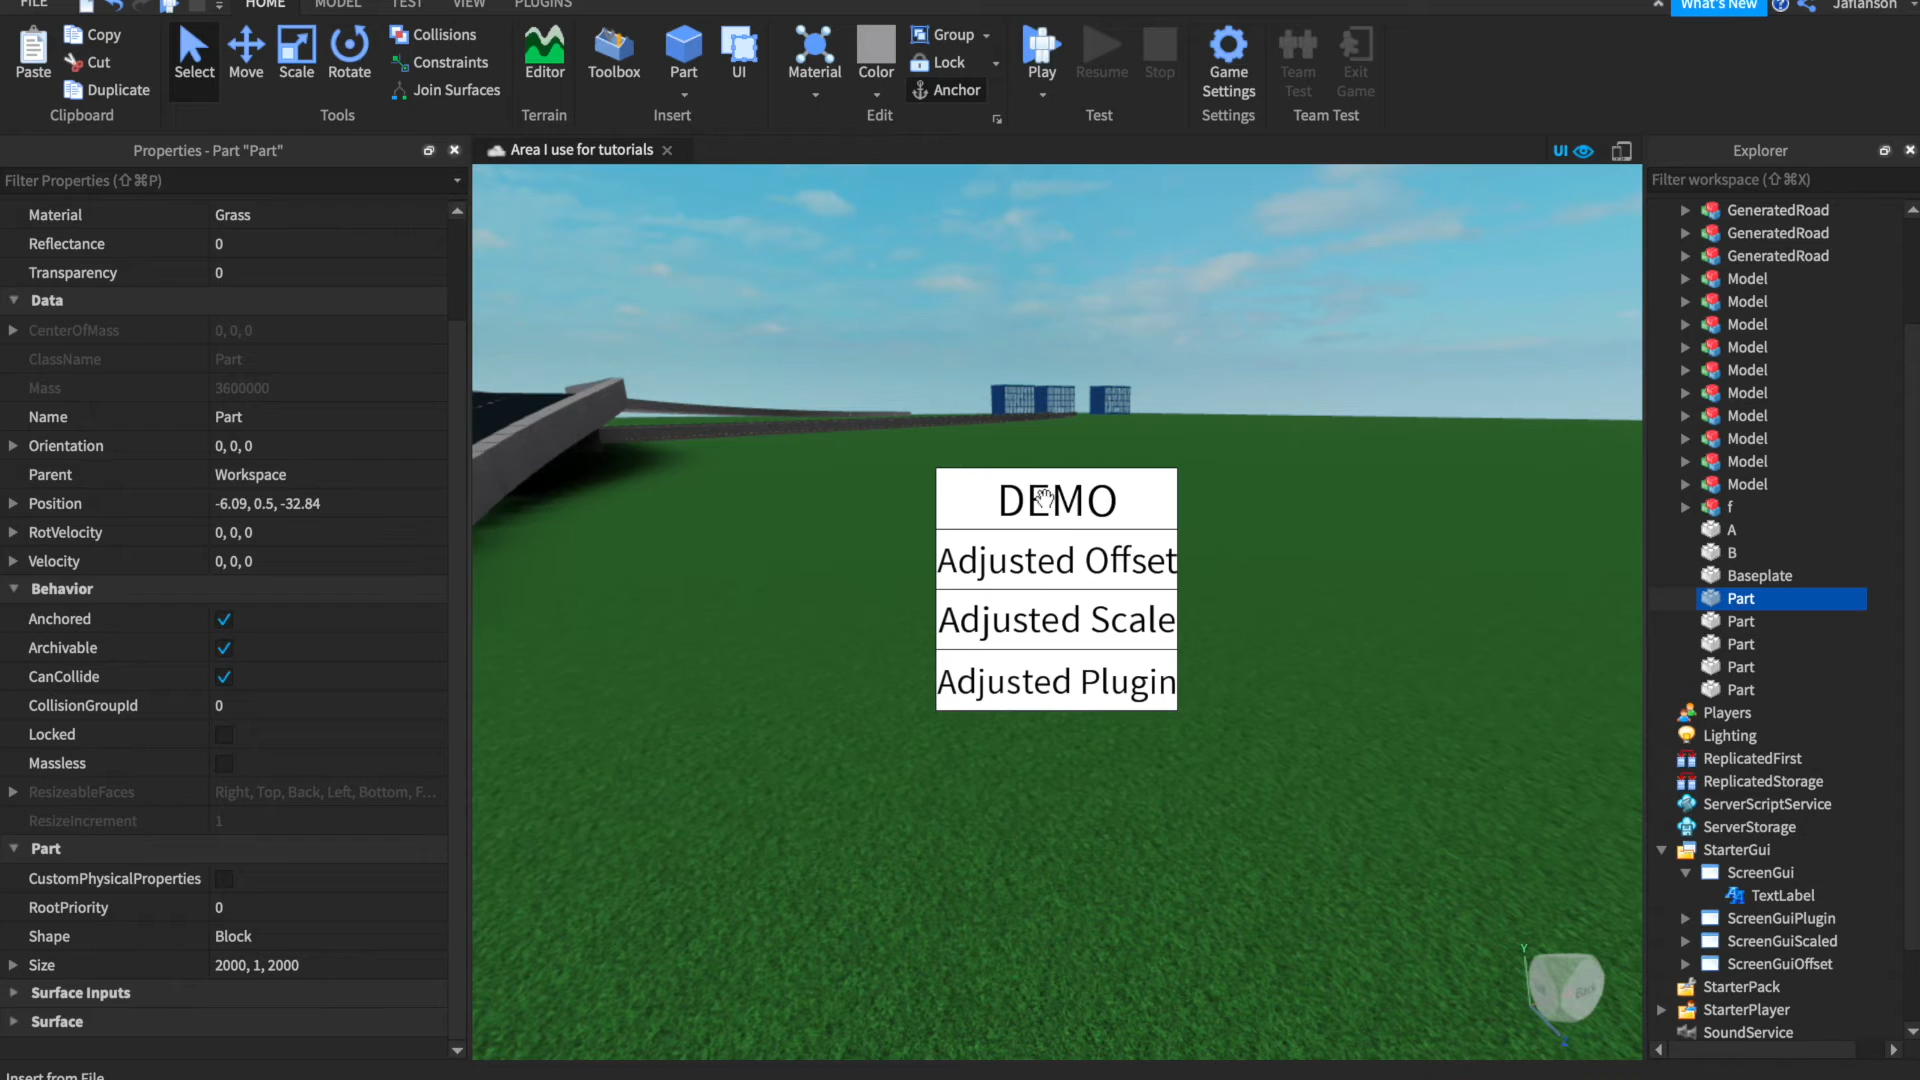 FILE HOME MODEL TEST VIEW PLUGINS What's New Jaflanson
Paste Copy Cut Duplicate Select Move Scale Rotate Collisions Constraints Join Surfaces Editor Toolbox Part UI Material Color Group Lock Anchor Play Resume Stop Game Settings Team Test Exit Game
Clipboard Tools Terrain Insert Edit Test Settings Team Test
Properties - Part "Part"
Filter Properties (⇧⌘P)
Material Grass
Reflectance 0
Transparency 0
Data
CenterOfMass 0, 0, 0
ClassName Part
Mass 3600000
Name Part
Orientation 0, 0, 0
Parent Workspace
Position -6.09, 0.5, -32.84
RotVelocity 0, 0, 0
Velocity 0, 0, 0
Behavior
Anchored
Archivable
CanCollide
CollisionGroupId 0
Locked
Massless
ResizeableFaces Right, Top, Back, Left, Bottom, F...
ResizeIncrement 1
Part
CustomPhysicalProperties
RootPriority 0
Shape Block
Size 2000, 1, 2000
Surface Inputs
Surface
Insert from File
Area I use for tutorials
UI
DEMO
Adjusted Offset
Adjusted Scale
Adjusted Plugin
Y
Back
Z
Explorer
Filter workspace (⇧⌘X)
GeneratedRoad
GeneratedRoad
GeneratedRoad
Model
Model
Model
Model
Model
Model
Model
Model
Model
Model
f
A
B
Baseplate
Part
Part
Part
Part
Part
Players
Lighting
ReplicatedFirst
ReplicatedStorage
ServerScriptService
ServerStorage
StarterGui
ScreenGui
TextLabel
ScreenGuiPlugin
ScreenGuiScaled
ScreenGuiOffset
StarterPack
StarterPlayer
SoundService